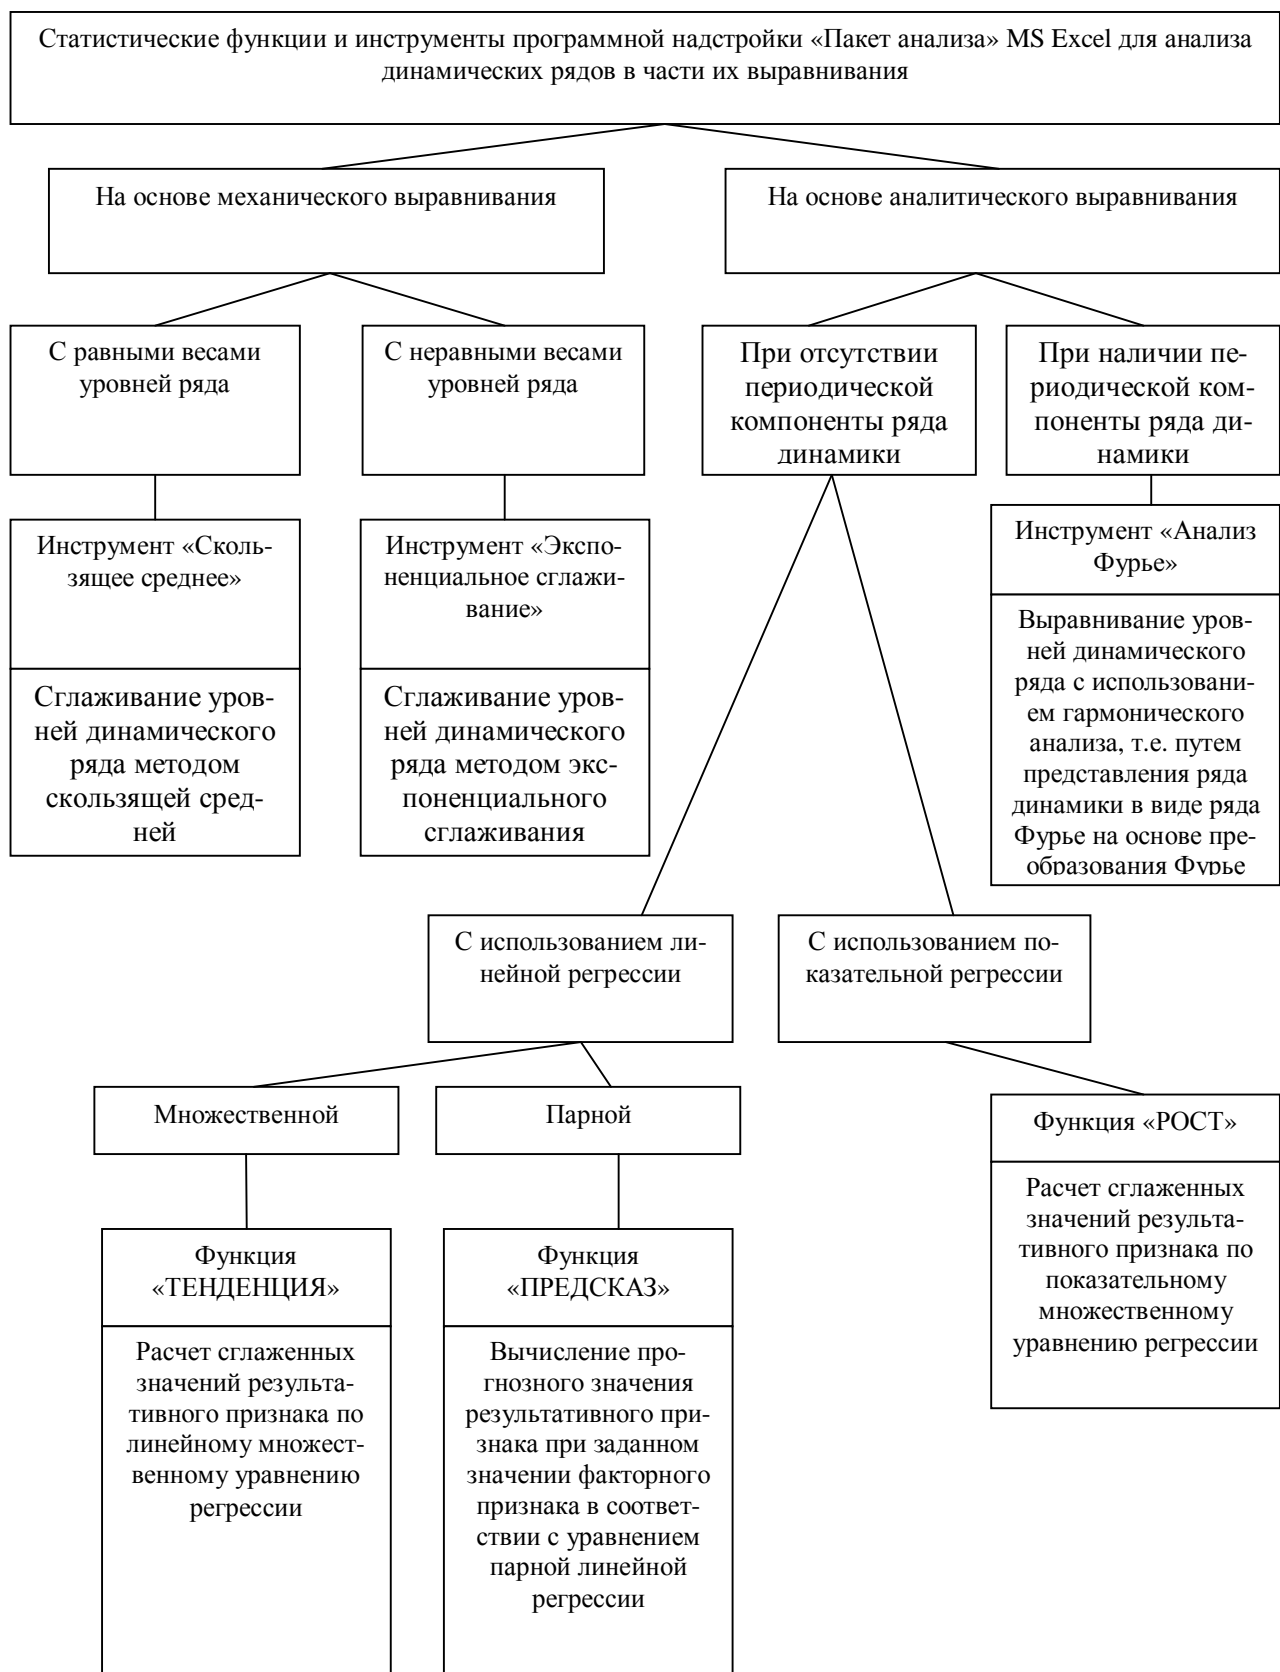 Статистические функции и инструменты программной надстройки «Пакет анализа» MS Excel для анализа
динамических рядов в части их выравнивания
На основе механического выравнивания
На основе аналитического выравнивания
С равными весами
уровней ряда
С неравными весами
уровней ряда
При отсутствии
периодической
компоненты ряда
динамики
При наличии пе-
риодической ком-
поненты ряда ди-
намики
Инструмент «Сколь-
зящее среднее»
Сглаживание уров-
ней динамического
ряда методом
скользящей сред-
ней
Инструмент «Экспо-
ненциальное сглажи-
вание»
Сглаживание уров-
ней динамического
ряда методом экс-
поненциального
сглаживания
Инструмент «Анализ
Фурье»
Выравнивание уров-
ней динамического
ряда с использовани-
ем гармонического
анализа, т.е. путем
представления ряда
динамики в виде ряда
Фурье на основе пре-
образования Фурье
С использованием ли-
нейной регрессии
С использованием по-
казательной регрессии
Множественной
Парной
Функция
«ТЕНДЕНЦИЯ»
Расчет сглаженных
значений результа-
тивного признака по
линейному множест-
венному уравнению
регрессии
Функция
«ПРЕДСКАЗ»
Вычисление про-
гнозного значения
результативного при-
знака при заданном
значении факторного
признака в соответ-
ствии с уравнением
парной линейной
регрессии
Функция «РОСТ»
Расчет сглаженных
значений результа-
тивного признака по
показательному
множественному
уравнению регрессии